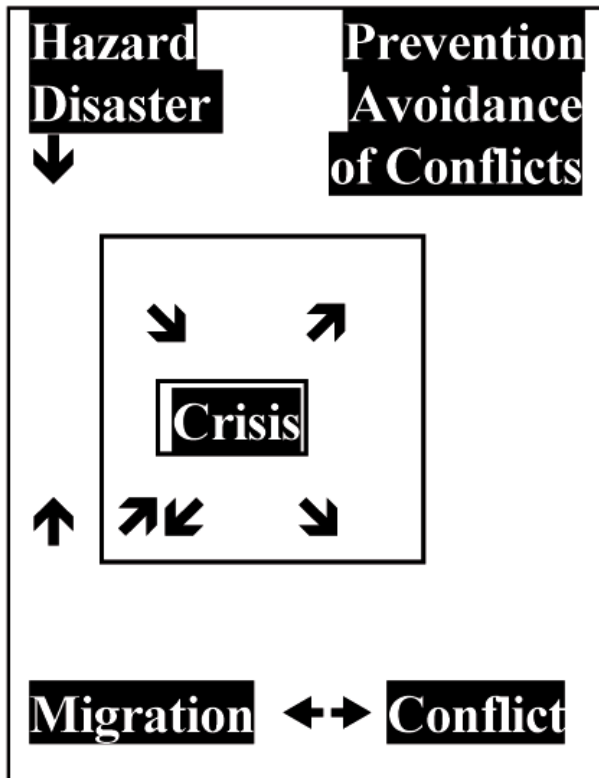 Hazard
Disaster
Prevention
Avoidance
of Conflicts
Crisis
Migration
Conflict